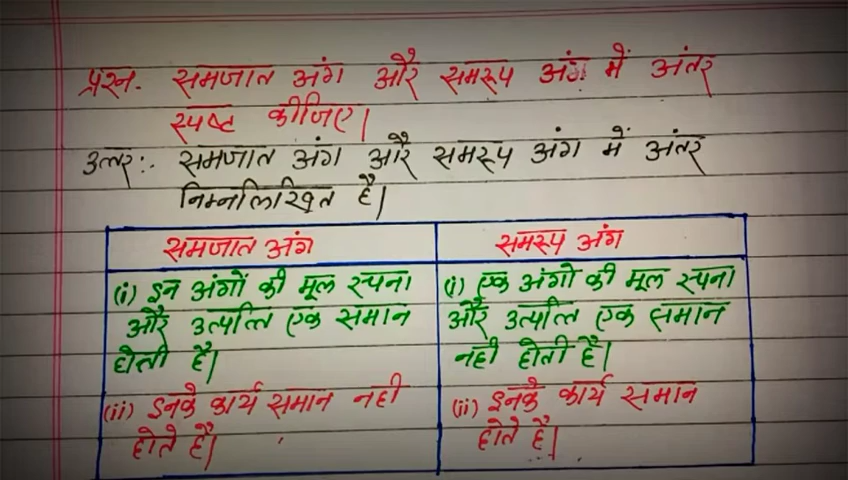 प्रश्न. समजात अंग और समरूप अंग में अंतर
स्पष्ट कीजिए।
उत्तर:. समजात अंग और समरूप अंग में अंतर
निम्नलिखित है।
समजात अंग
(i) इन अंगों की मूल रचना
और उत्पत्ति एक समान
होती है।
(ii) इनके कार्य समान नही
होते है।
समरूप अंग
(i) एक अंगो की मूल रचना
और उत्पत्ति एक समान
नही होती है।
(ii) इनके कार्य समान
होते है।